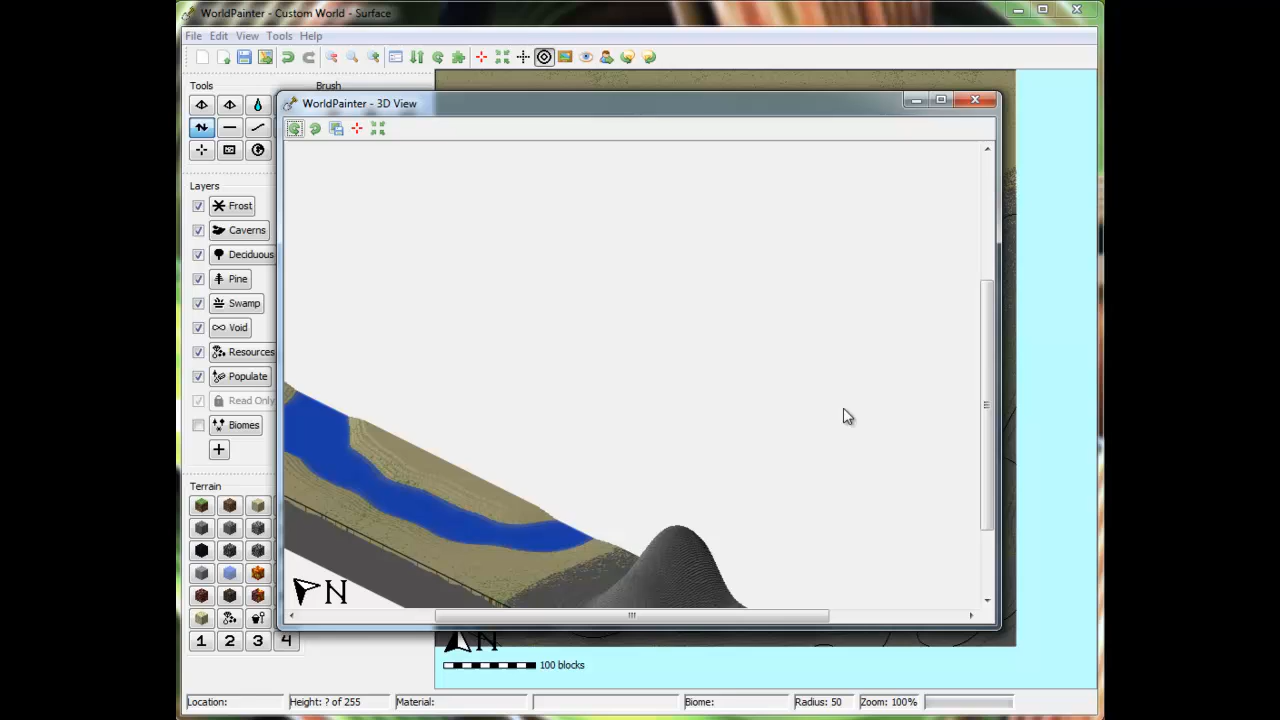 WorldPainter - Custom World - Surface
File Edit View Tools Help
Tools Brush
WorldPainter - 3D View
Layers
Frost
Caverns
Deciduous
Pine
Swamp
Void
Resources
Populate
Read Only
Biomes
Terrain
N
N
1 2 3 4
100 blocks
Location: Height: ? of 255 Material: Biome: Radius: 50 Zoom: 100%